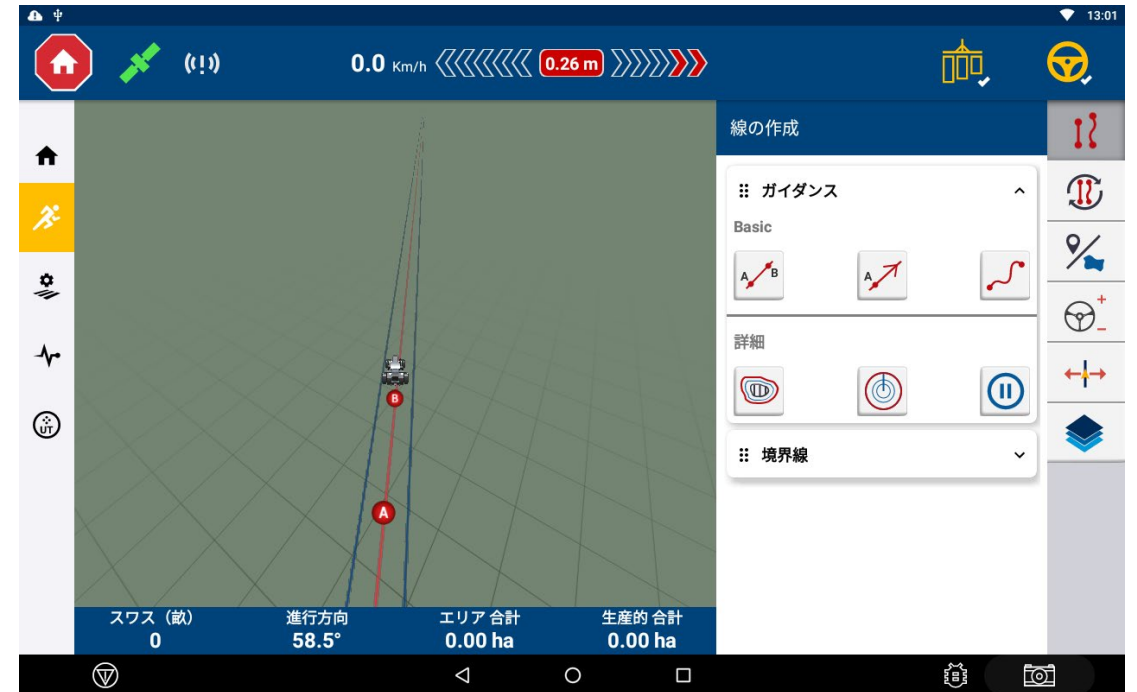 13:01
0.0 Km/h
0.26 m
線の作成
ガイダンス
Basic
A B
A
詳細
境界線
UT
B
A
スワス（畝） 進行方向 エリア 合計 生産的 合計
0 58.5° 0.00 ha 0.00 ha